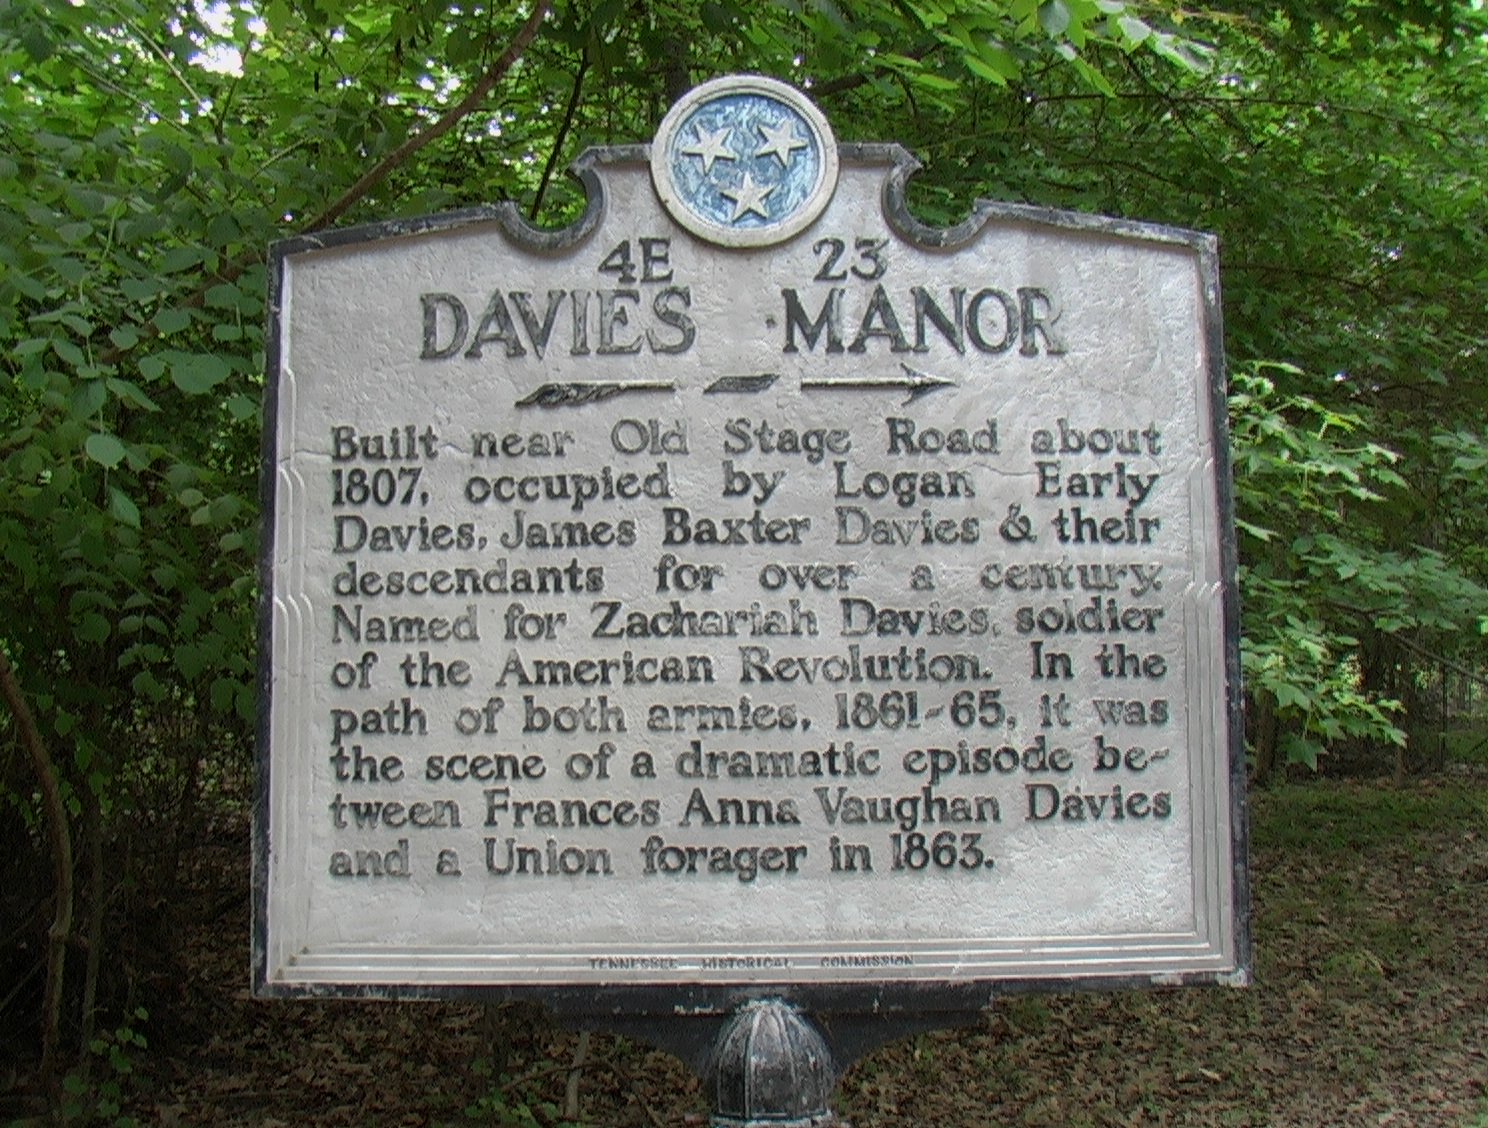 4E 23
DAVIES MANOR
Built near Old Stage Road about
1807, occupied by Logan Early
Davies, James Baxter Davies & their
descendants for over a century.
Named for Zachariah Davies, soldier
of the American Revolution. In the
path of both armies, 1861-65, it was
the scene of a dramatic episode be-
tween Frances Anna Vaughan Davies
and a Union forager in 1863.
TENNESSEE HISTORICAL COMMISSION